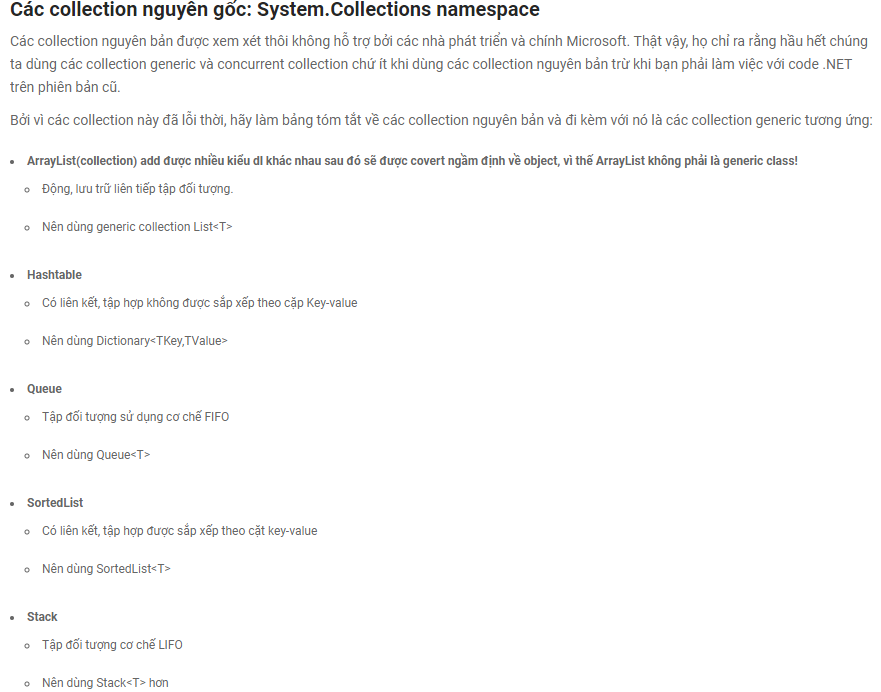 Các collection nguyên gốc: System.Collections namespace
Các collection nguyên bản được xem xét thôi không hỗ trợ bởi các nhà phát triển và chính Microsoft. Thật vậy, họ chỉ ra rằng hầu hết chúng
ta dùng các collection generic và concurrent collection chứ ít khi dùng các collection nguyên bản trừ khi bạn phải làm việc với code .NET
trên phiên bản cũ.
Bởi vì các collection này đã lỗi thời, hãy làm bảng tóm tắt về các collection nguyên bản và đi kèm với nó là các collection generic tương ứng:
ArrayList(collection) add được nhiều kiểu dl khác nhau sau đó sẽ được covert ngầm định về object, vì thế ArrayList không phải là generic class!
Động, lưu trữ liên tiếp tập đối tượng.
Nên dùng generic collection List<T>
Hashtable
Có liên kết, tập hợp không được sắp xếp theo cặp Key-value
Nên dùng Dictionary<TKey,TValue>
Queue
Tập đối tượng sử dụng cơ chế FIFO
Nên dùng Queue<T>
SortedList
Có liên kết, tập hợp được sắp xếp theo cặt key-value
Nên dùng SortedList<T>
Stack
Tập đối tượng cơ chế LIFO
Nên dùng Stack<T> hơn